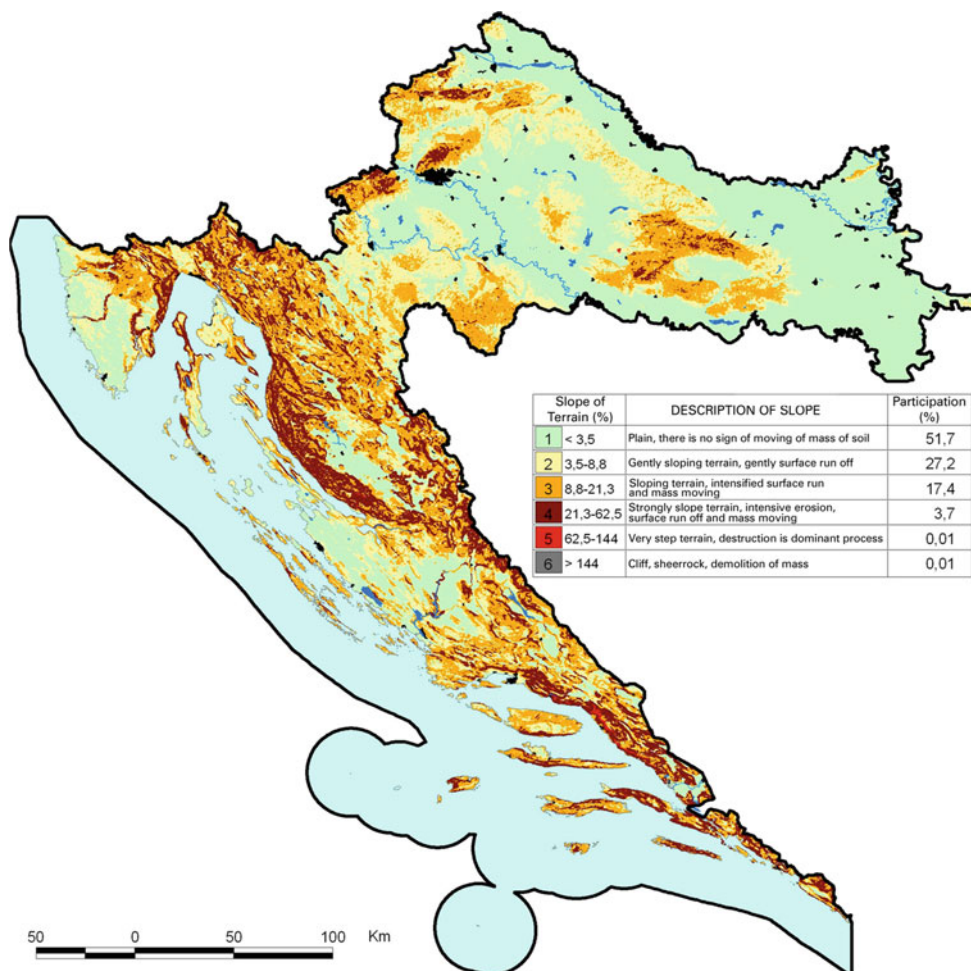 Slope of Terrain (%) DESCRIPTION OF SLOPE Participation (%)
1 < 3,5 Plain, there is no sign of moving of mass of soil 51,7
2 3,5-8,8 Gently sloping terrain, gently surface run off 27,2
3 8,8-21,3 Sloping terrain, intensified surface run and mass moving 17,4
4 21,3-62,5 Strongly slope terrain, intensive erosion, surface run off and mass moving 3,7
5 62,5-144 Very step terrain, destruction is dominant process 0,01
6 > 144 Cliff, sheerrock, demolition of mass 0,01
50 0 50 100 Km